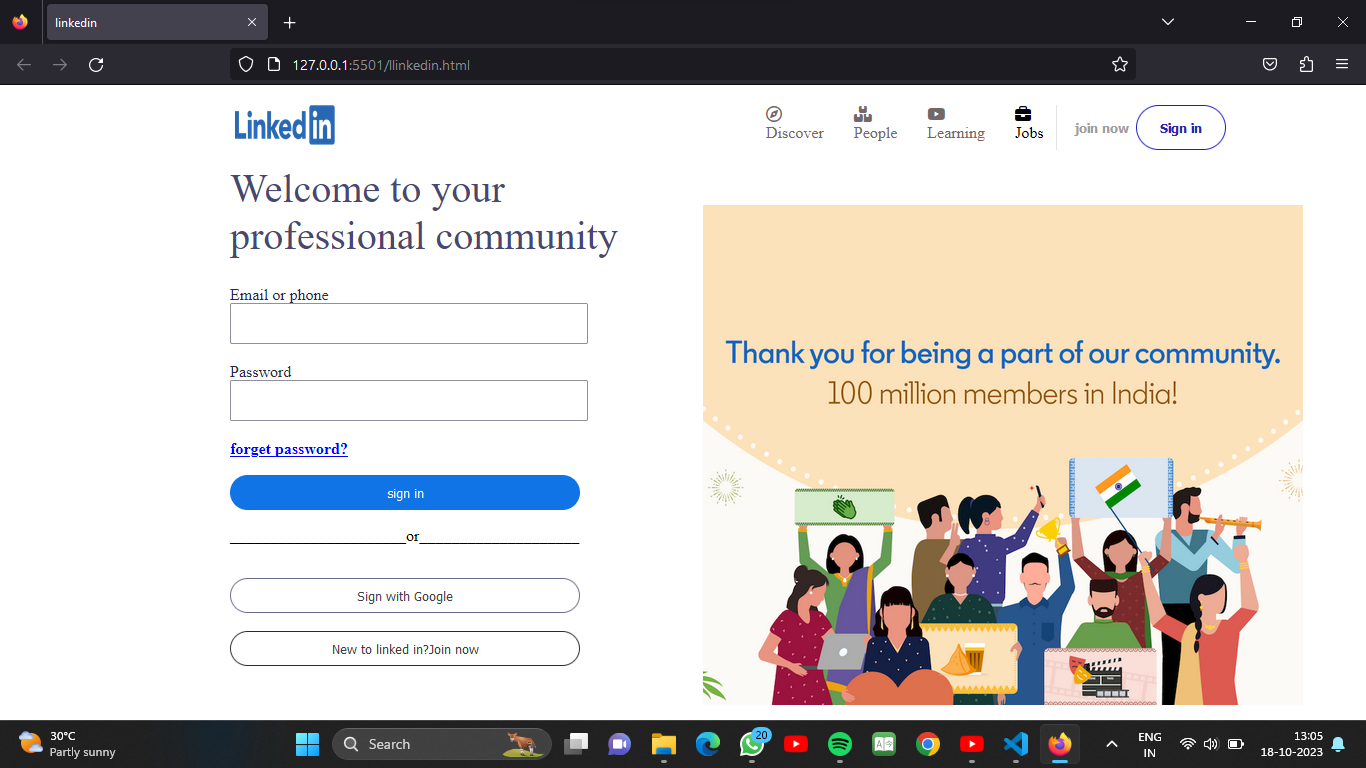 linkedin
127.0.0.1:5501/llinkedin.html
Linkedin
Discover
People
Learning
Jobs
join now
Sign in
Welcome to your
professional community
Email or phone
Password
forget password?
sign in
or
Sign with Google
New to linked in?Join now
Thank you for being a part of our community.
100 million members in India!
30°C
Partly sunny
Search
20
ENG
IN
13:05
18-10-2023